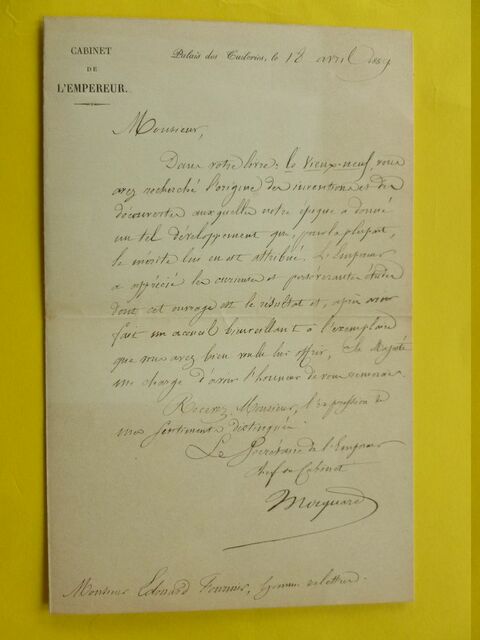 CABINET
DE
L'EMPEREUR.
Palais des Tuileries, le 18 avril 1859
Monsieur,
Dans votre livre: le Vieux-neuf, vous
avez recherché l'origine des inventions et des
découvertes auxquelles notre époque a donné
un tel développement que, pour la plupart,
le mérite lui en est attribué. L'Empereur
a apprécié les curieuses et persévérantes études
dont cet ouvrage est le résultat et, après avoir
fait un accueil bienveillant à l'exemplaire
que vous avez bien voulu lui offrir, Sa Majesté
me charge d'avoir l'honneur de vous remercier.
Recevez, Monsieur, l'expression de
mes sentiments distingués.
Le Secrétaire de l'Empereur
Chef du Cabinet
Mocquard
Monsieur Edouard Fournier, homme de lettres.